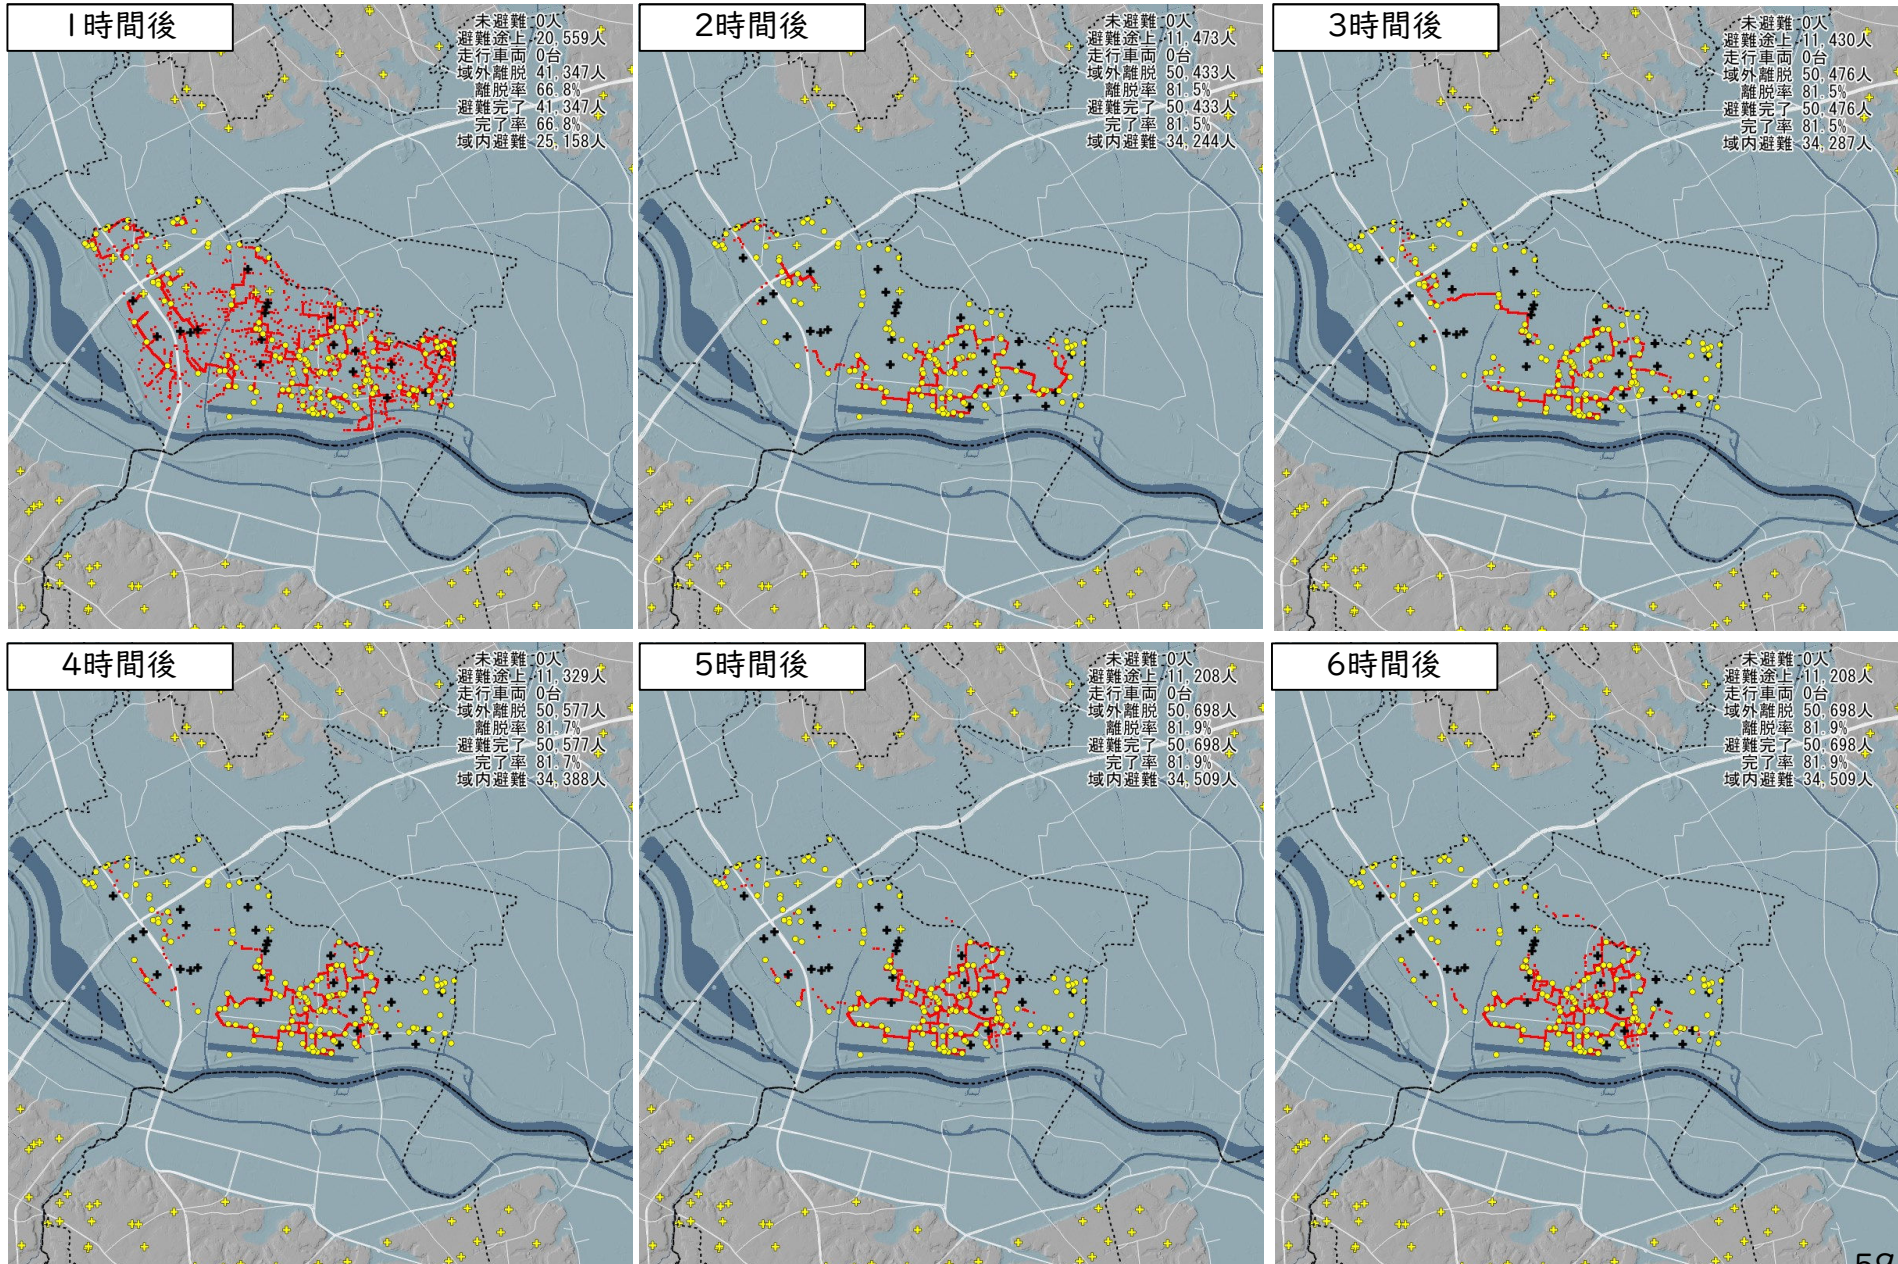 1時間後
未避難 0人
避難途上 20,559人
走行車両 0台
域外離脱 41,347人
離脱率 66.8%
避難完了 41,347人
完了率 66.8%
域内避難 25,158人
2時間後
未避難 0人
避難途上 11,473人
走行車両 0台
域外離脱 50,433人
離脱率 81.5%
避難完了 50,433人
完了率 81.5%
域内避難 34,244人
3時間後
未避難 0人
避難途上 11,430人
走行車両 0台
域外離脱 50,476人
離脱率 81.5%
避難完了 50,476人
完了率 81.5%
域内避難 34,287人
4時間後
未避難 0人
避難途上 11,329人
走行車両 0台
域外離脱 50,577人
離脱率 81.7%
避難完了 50,577人
完了率 81.7%
域内避難 34,388人
5時間後
未避難 0人
避難途上 11,208人
走行車両 0台
域外離脱 50,698人
離脱率 81.9%
避難完了 50,698人
完了率 81.9%
域内避難 34,509人
6時間後
未避難 0人
避難途上 11,208人
走行車両 0台
域外離脱 50,698人
離脱率 81.9%
避難完了 50,698人
完了率 81.9%
域内避難 34,509人